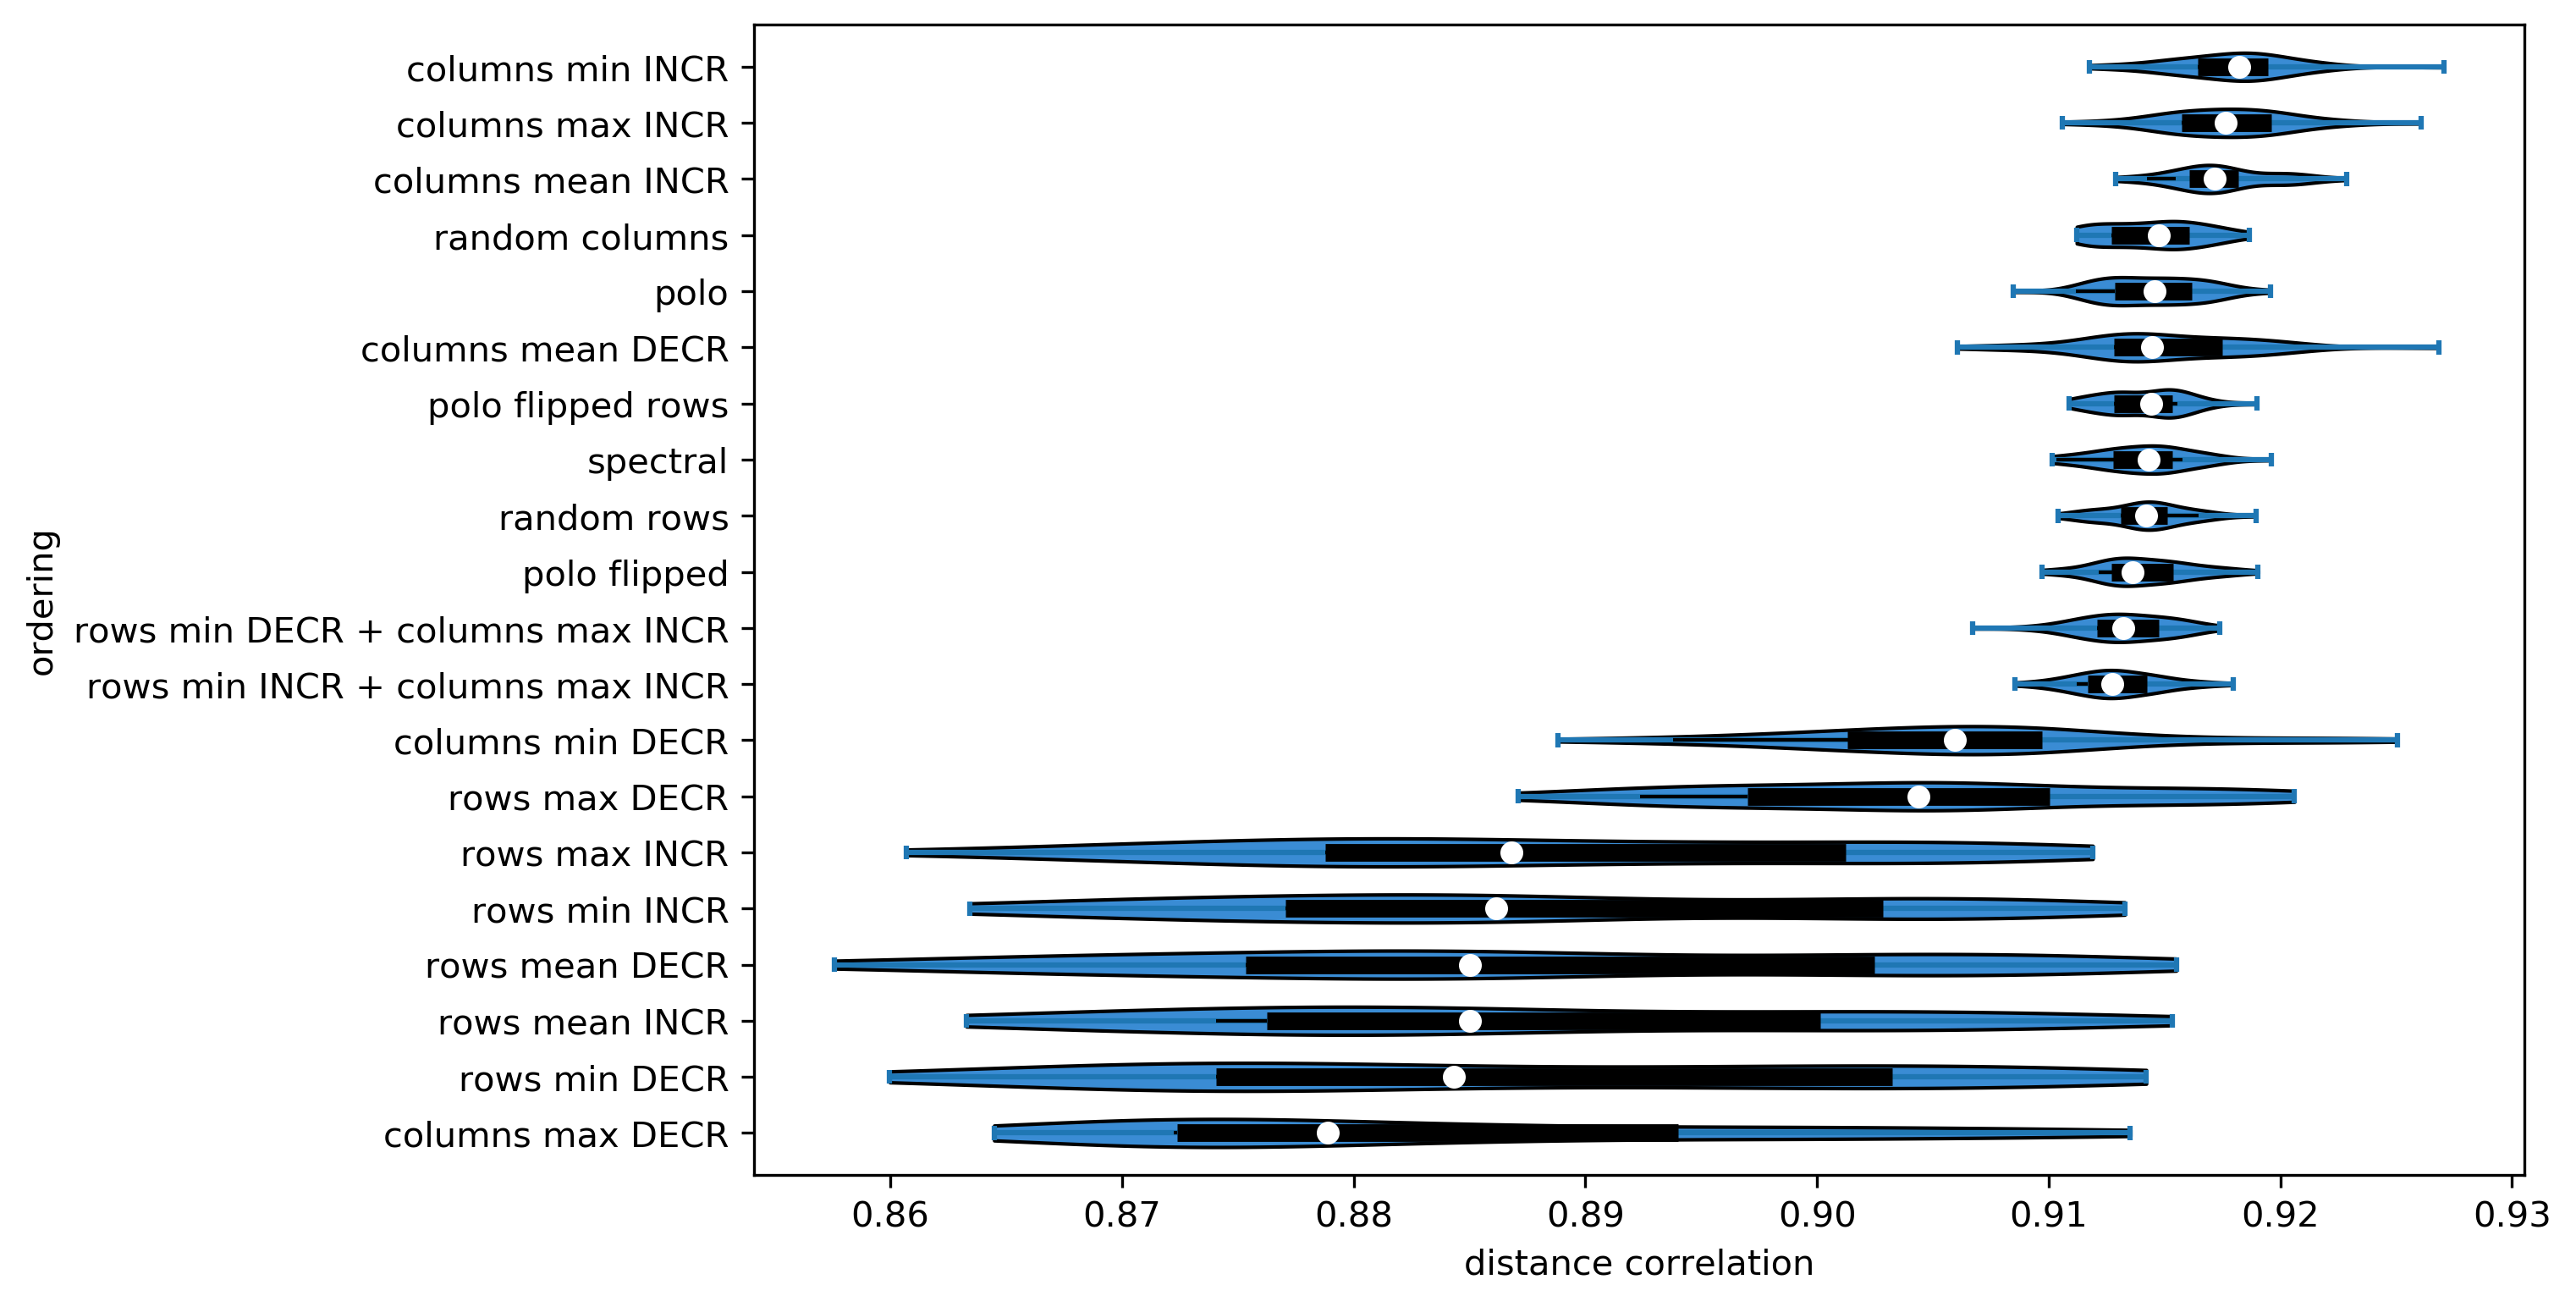 columns min INCR
columns max INCR
columns mean INCR
random columns
polo
columns mean DECR
polo flipped rows
spectral
random rows
polo flipped
rows min DECR + columns max INCR
rows min INCR + columns max INCR
columns min DECR
rows max DECR
rows max INCR
rows min INCR
rows mean DECR
rows mean INCR
rows min DECR
columns max DECR
ordering
0.86 0.87 0.88 0.89 0.90 0.91 0.92 0.93
distance correlation